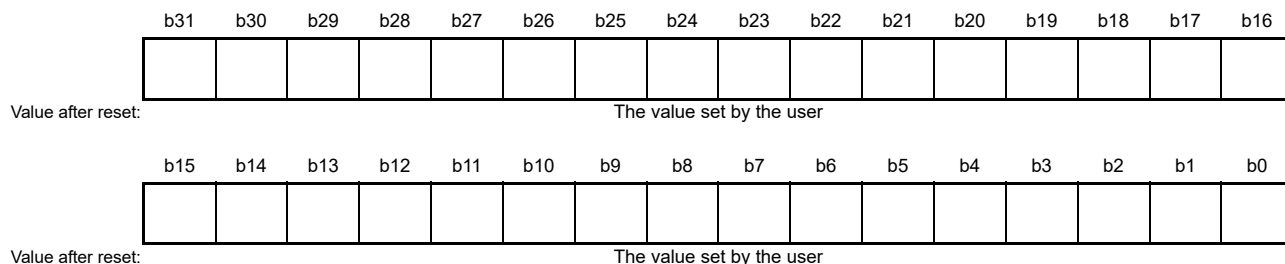 b31 b30 b29 b28 b27 b26 b25 b24 b23 b22 b21 b20 b19 b18 b17 b16
Value after reset: The value set by the user
b15 b14 b13 b12 b11 b10 b9 b8 b7 b6 b5 b4 b3 b2 b1 b0
Value after reset: The value set by the user